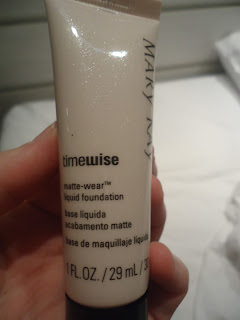 MARY KAY
timewise
matte-wear™
liquid foundation
base líquida
acabamento matte
base de maquillaje líquida
1 FL.OZ./29 mL/